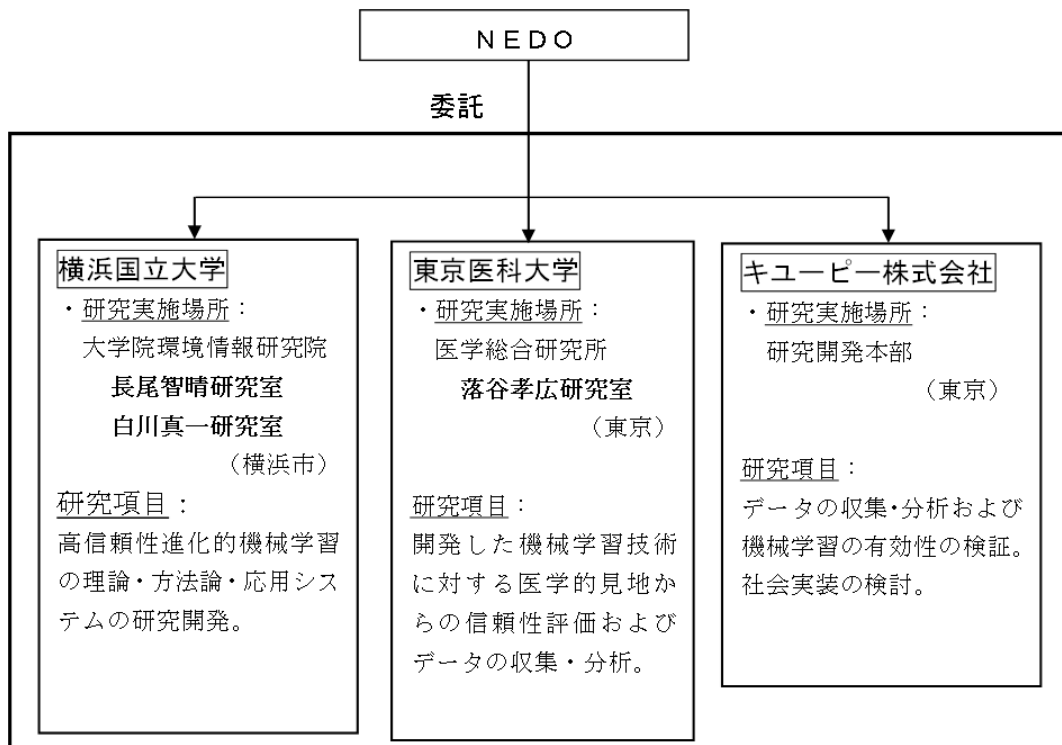 ＮＥＤＯ
委託
横浜国立大学
・研究実施場所：
大学院環境情報研究院
長尾智晴研究室
白川真一研究室
（横浜市）
研究項目：
高信頼性進化的機械学習
の理論・方法論・応用シス
テムの研究開発。
東京医科大学
・研究実施場所：
医学総合研究所
落谷孝広研究室
（東京）
研究項目：
開発した機械学習技術
に対する医学的見地か
らの信頼性評価および
データの収集・分析。
キユーピー株式会社
・研究実施場所：
研究開発本部
（東京）
研究項目：
データの収集・分析および
機械学習の有効性の検証。
社会実装の検討。